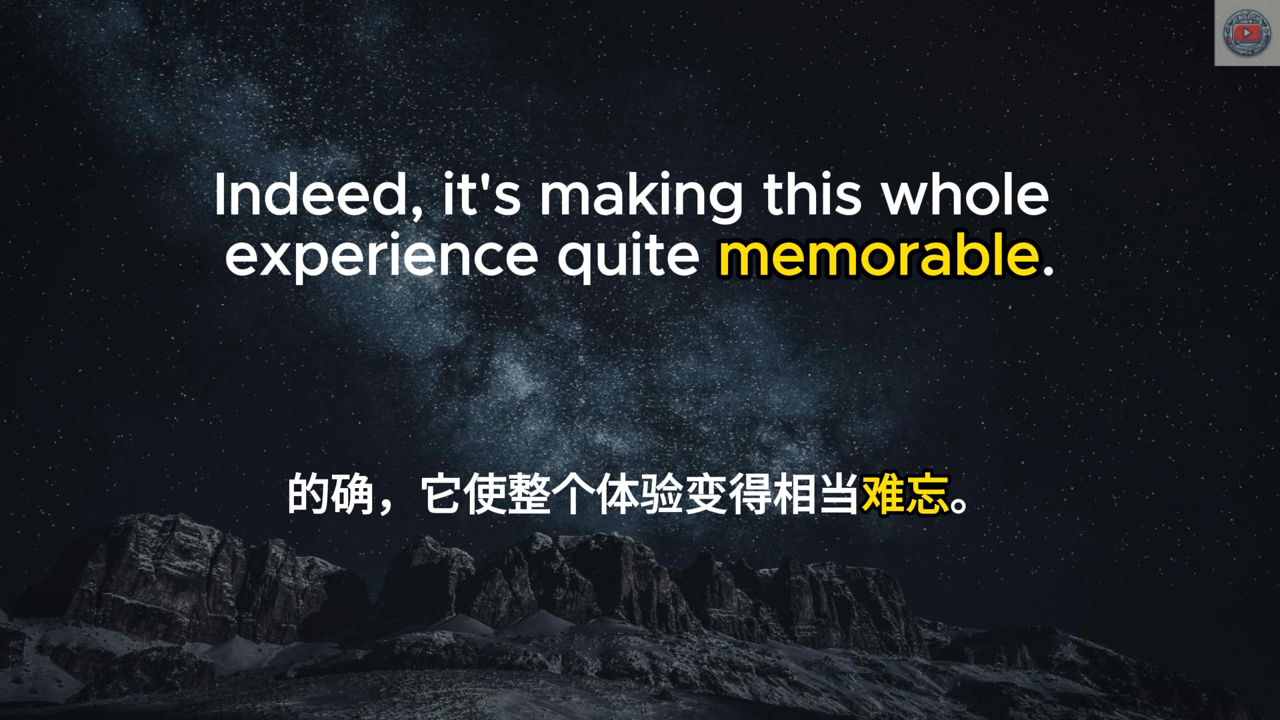 Indeed, it's making this whole
experience quite memorable.
的确，它使整个体验变得相当难忘。